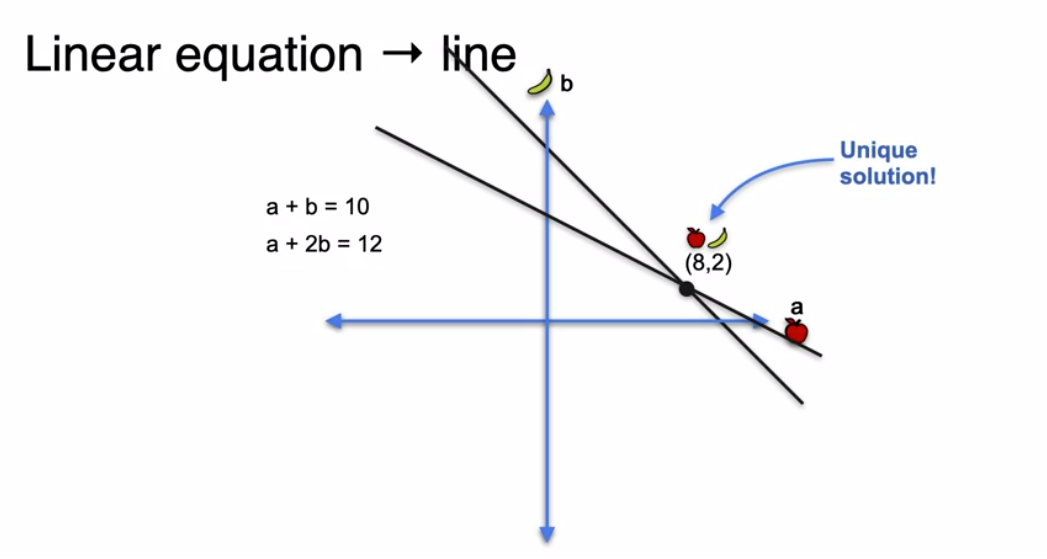 Linear equation → line
b
Unique
solution!
a + b = 10
a + 2b = 12
(8,2)
a